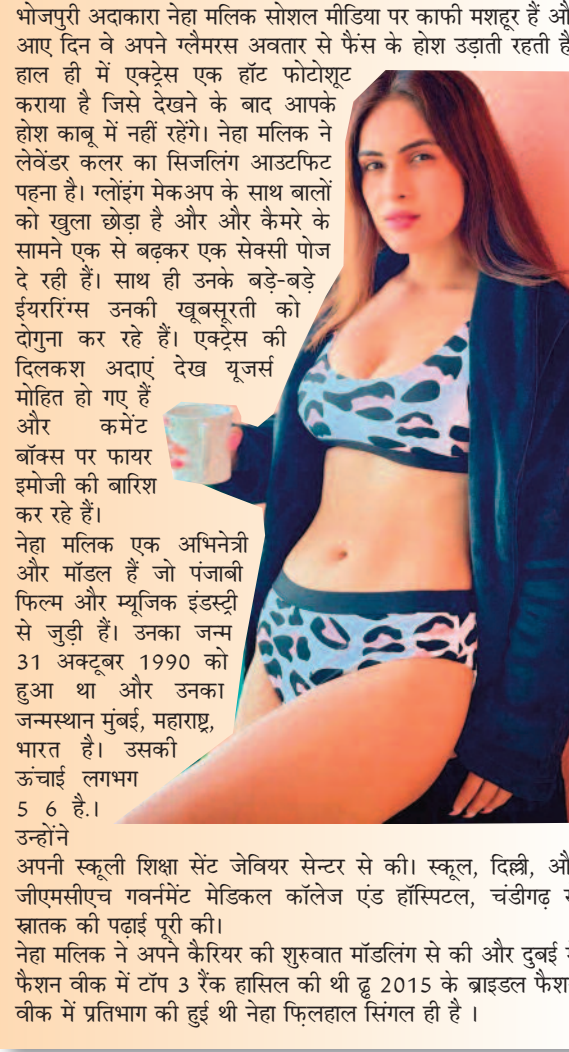 भोजपुरी अदाकारा नेहा मलिक सोशल मीडिया पर काफी मशहूर हैं औ
आए दिन वे अपने ग्लैमरस अवतार से फैंस के होश उड़ाती रहती है
हाल ही में एक्ट्रेस एक हॉट फोटोशूट
कराया है जिसे देखने के बाद आपके
होश काबू में नहीं रहेंगे। नेहा मलिक ने
लेवेंडर कलर का सिजलिंग आउटफिट
पहना है। ग्लोंइंग मेकअप के साथ बालों
को खुला छोड़ा है और और कैमरे के
सामने एक से बढ़कर एक सेक्सी पोज
दे रही हैं। साथ ही उनके बड़े-बड़े
ईयररिंग्स उनकी खूबसूरती को
दोगुना कर रहे हैं। एक्ट्रेस की
दिलकश अदाएं देख यूजर्स
मोहित हो गए हैं
और कमेंट
बॉक्स पर फायर
इमोजी की बारिश
कर रहे हैं।
नेहा मलिक एक अभिनेत्री
और मॉडल हैं जो पंजाबी
फिल्म और म्यूजिक इंडस्ट्री
से जुड़ी हैं। उनका जन्म
31 अक्टूबर 1990 को
हुआ था और उनका
जन्मस्थान मुंबई, महाराष्ट्र,
भारत है। उसकी
ऊंचाई लगभग
5 6 है.।
उन्होंने
अपनी स्कूली शिक्षा सेंट जेवियर सेन्टर से की। स्कूल, दिल्ली, औ
जीएमसीएच गवर्नमेंट मेडिकल कॉलेज एंड हॉस्पिटल, चंडीगढ़
स्नातक की पढ़ाई पूरी की।
नेहा मलिक ने अपने कैरियर की शुरुवात मॉडलिंग से की और दुबई
फैशन वीक में टॉप 3 रैंक हासिल की थी ढ्ढ 2015 के ब्राइडल फैश
वीक में प्रतिभाग की हुई थी नेहा फ़िलहाल सिंगल ही है ।